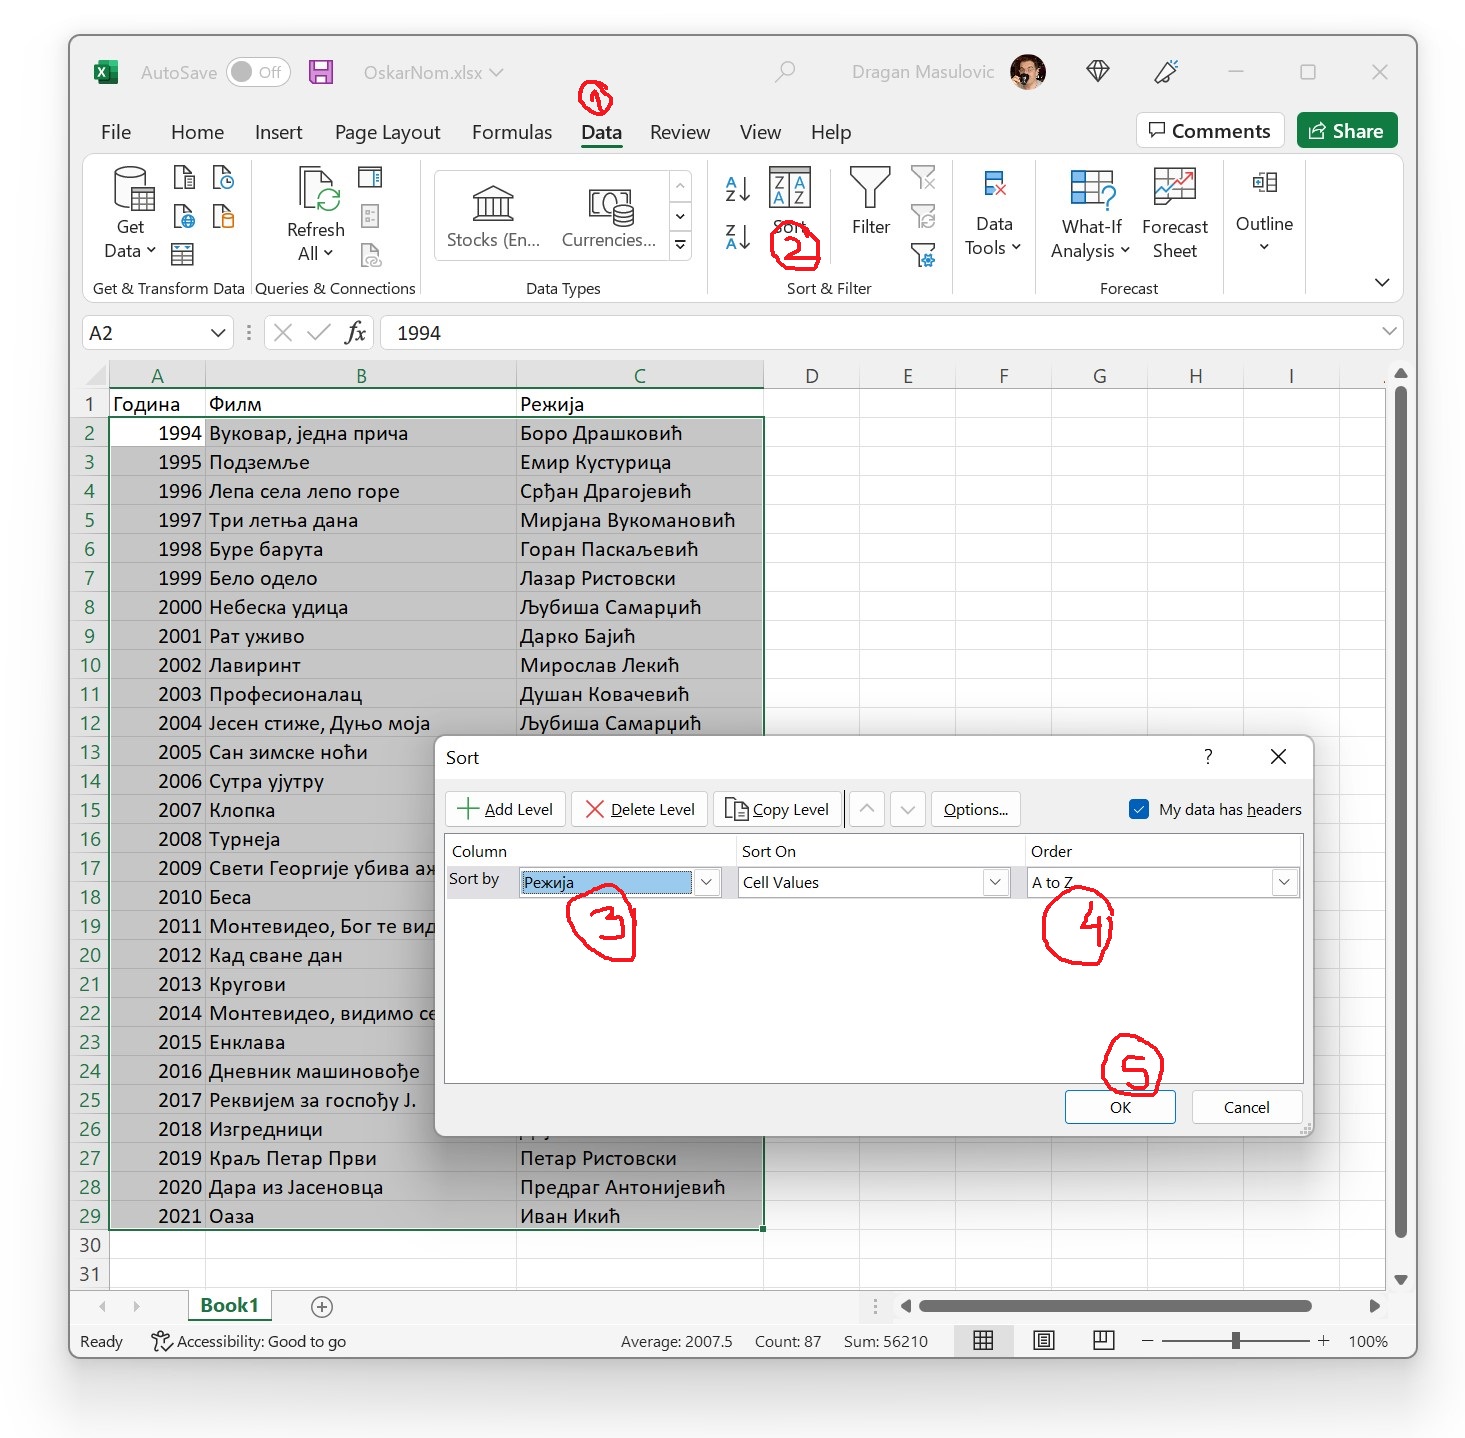 AutoSave Off OskarNom.xlsx Dragan Masulovic
1
File Home Insert Page Layout Formulas Data Review View Help Comments Share
Get Data Refresh All Stocks (En... Currencies... Sort Filter Data Tools What-If Analysis Forecast Sheet Outline
2
Get & Transform Data Queries & Connections Data Types Sort & Filter Forecast
A2 fx 1994
A B C D E F G H I
1 Година Филм Режија
2 1994 Вуковар, једна прича Боро Драшковић
3 1995 Подземље Емир Кустурица
4 1996 Лепа села лепо горе Срђан Драгојевић
5 1997 Три летња дана Мирјана Вукомановић
6 1998 Буре барута Горан Паскаљевић
7 1999 Бело одело Лазар Ристовски
8 2000 Небеска удица Љубиша Самарџић
9 2001 Рат уживо Дарко Бајић
10 2002 Лавиринт Мирослав Лекић
11 2003 Професионалац Душан Ковачевић
12 2004 Јесен стиже, Дуњо моја Љубиша Самарџић
13 2005 Сан зимске ноћи
14 2006 Сутра ујутру
15 2007 Клопка
16 2008 Турнеја
17 2009 Свети Георгије убива аж
18 2010 Беса
19 2011 Монтевидео, Бог те вид
20 2012 Кад сване дан
21 2013 Кругови
22 2014 Монтевидео, видимо се
23 2015 Енклава
24 2016 Дневник машиновође
25 2017 Реквијем за госпођу Ј.
26 2018 Изгредници
27 2019 Краљ Петар Први Петар Ристовски
28 2020 Дара из Јасеновца Предраг Антонијевић
29 2021 Оаза Иван Икић
30
31
Sort ?
Add Level Delete Level Copy Level Options... My data has headers
Column Sort On Order
Sort by Режија Cell Values A to Z
3 4
5
OK Cancel
Book1
Ready Accessibility: Good to go Average: 2007.5 Count: 87 Sum: 56210 100%